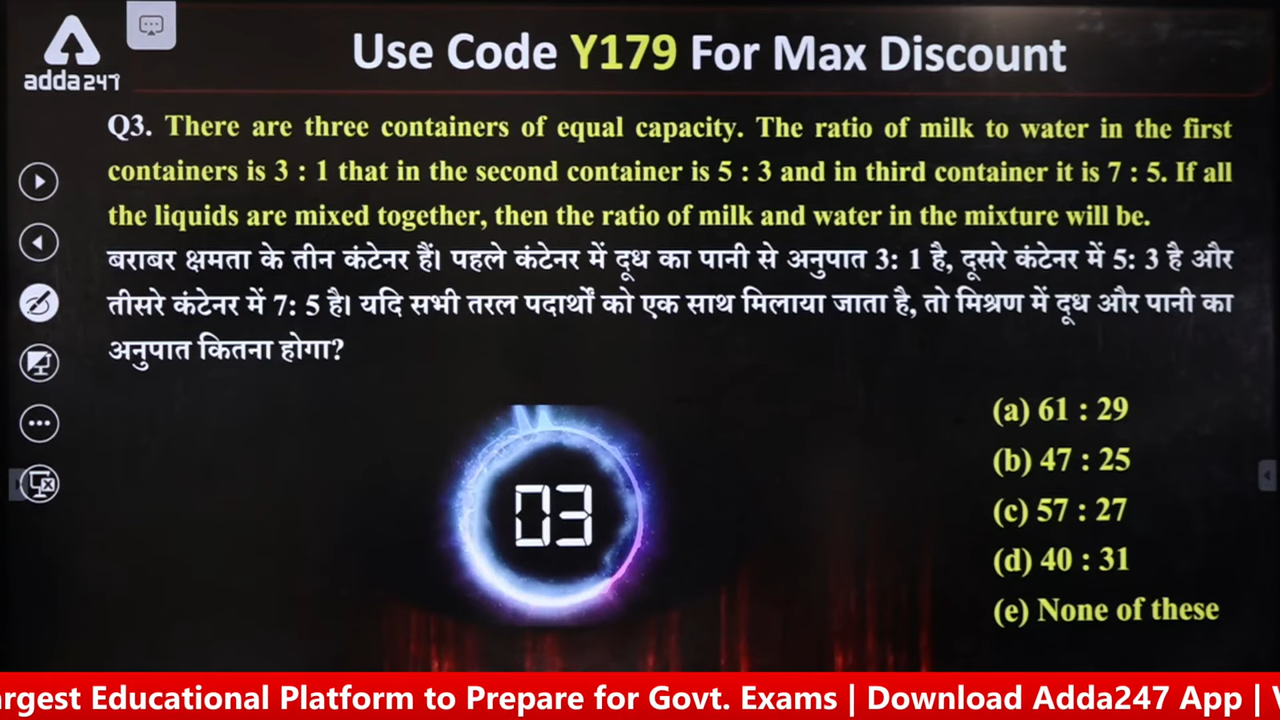 adda247
Use Code Y179 For Max Discount
Q3. There are three containers of equal capacity. The ratio of milk to water in the first
containers is 3 : 1 that in the second container is 5 : 3 and in third container it is 7 : 5. If all
the liquids are mixed together, then the ratio of milk and water in the mixture will be.
बराबर क्षमता के तीन कंटेनर हैं। पहले कंटेनर में दूध का पानी से अनुपात 3: 1 है, दूसरे कंटेनर में 5: 3 है और
तीसरे कंटेनर में 7: 5 है। यदि सभी तरल पदार्थों को एक साथ मिलाया जाता है, तो मिश्रण में दूध और पानी का
अनुपात कितना होगा?
03
(a) 61 : 29
(b) 47 : 25
(c) 57 : 27
(d) 40 : 31
(e) None of these
Educational Platform to Prepare for Govt. Exams | Download Adda247 App |